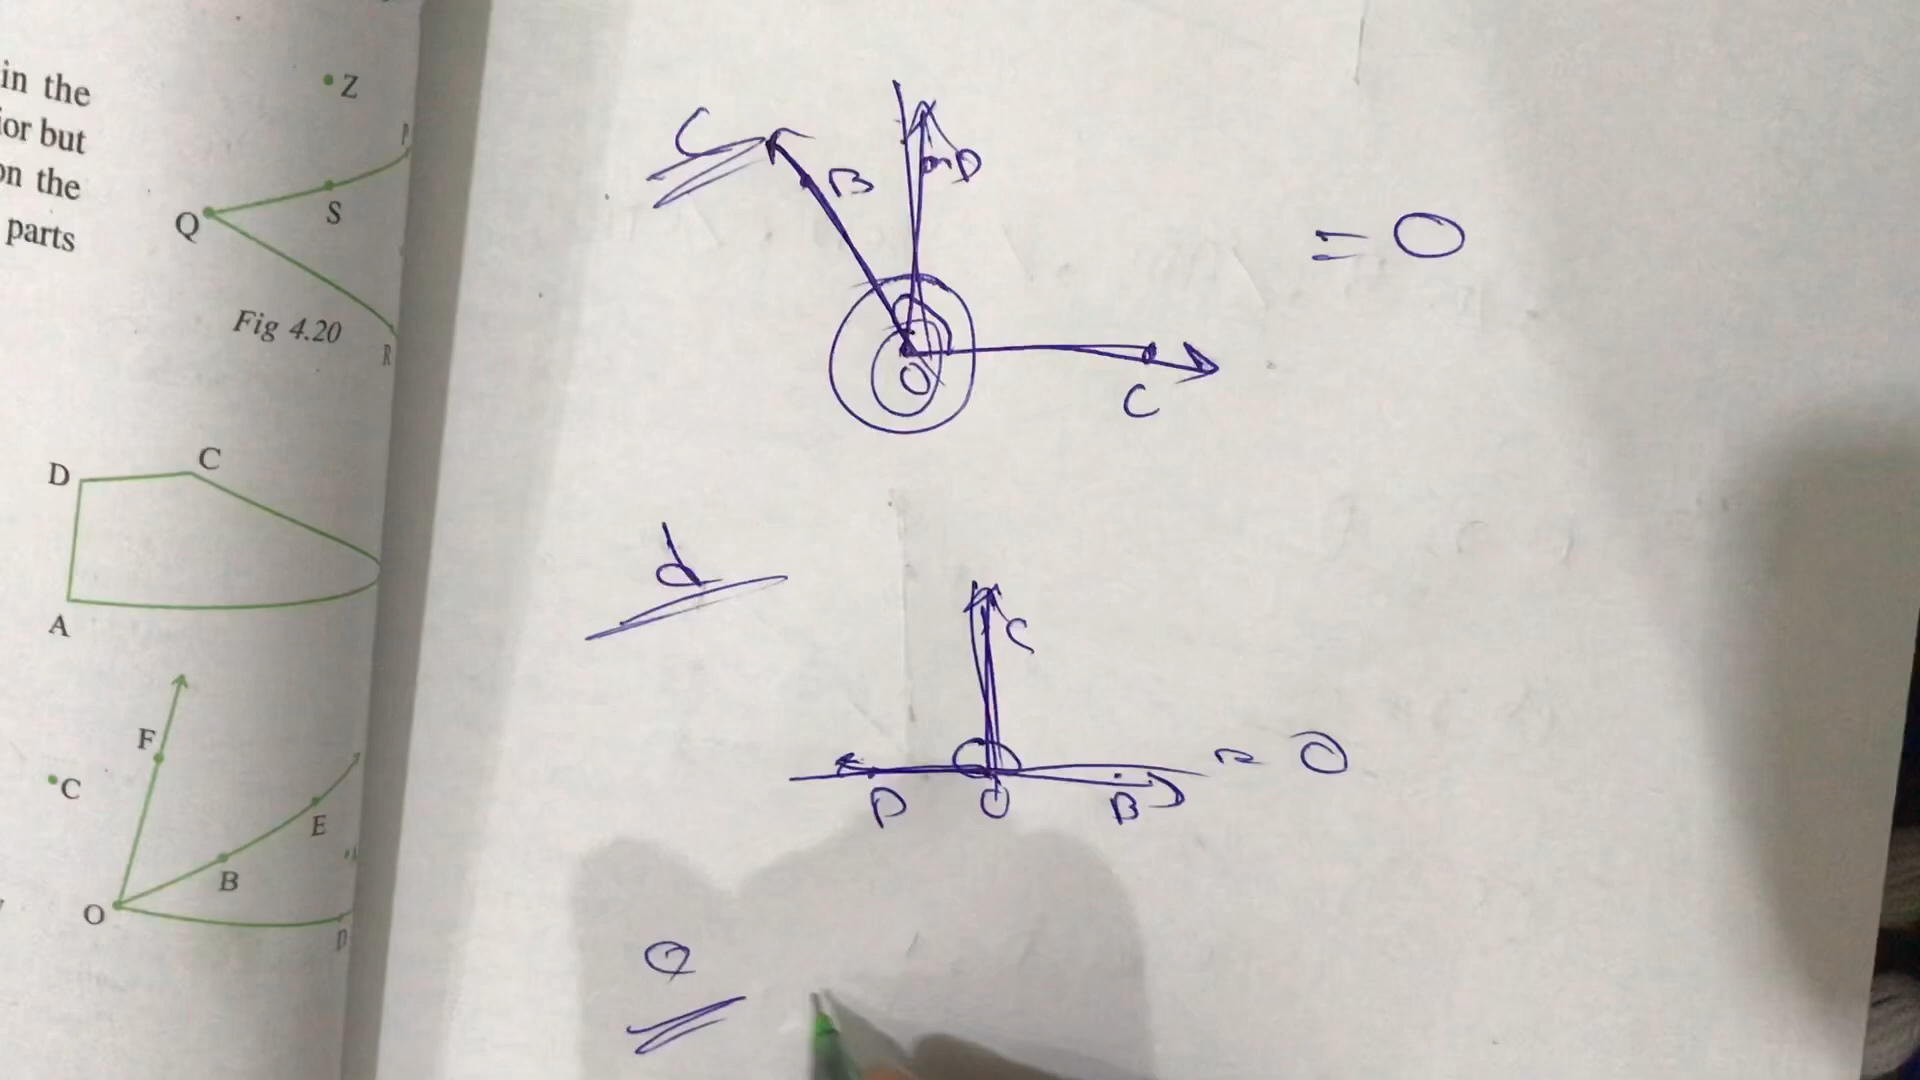 in the
ior but
on the
parts
Z
P
S
Q
Fig 4.20
R
D
C
A
F
C
E
A
B
O
D
C
B
D
= O
O
C
d
C
= O
D
O
B
Q